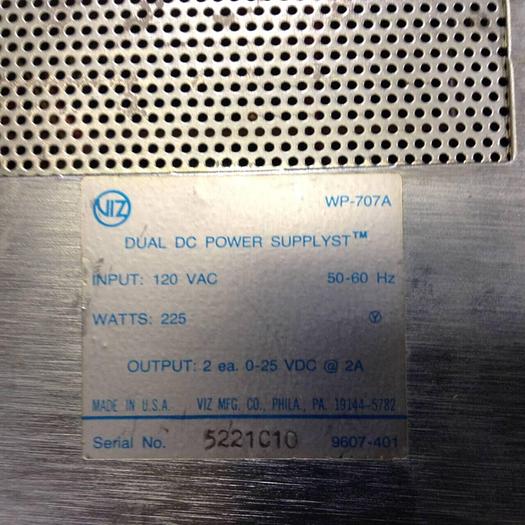 VIZ WP-707A
DUAL DC POWER SUPPLYST™
INPUT: 120 VAC 50-60 Hz
WATTS: 225 Ⓨ
OUTPUT: 2 ea. 0-25 VDC @ 2A
MADE IN U.S.A. VIZ MFG. CO., PHILA., PA. 19144-5782
Serial No. 5221C10 9607-401